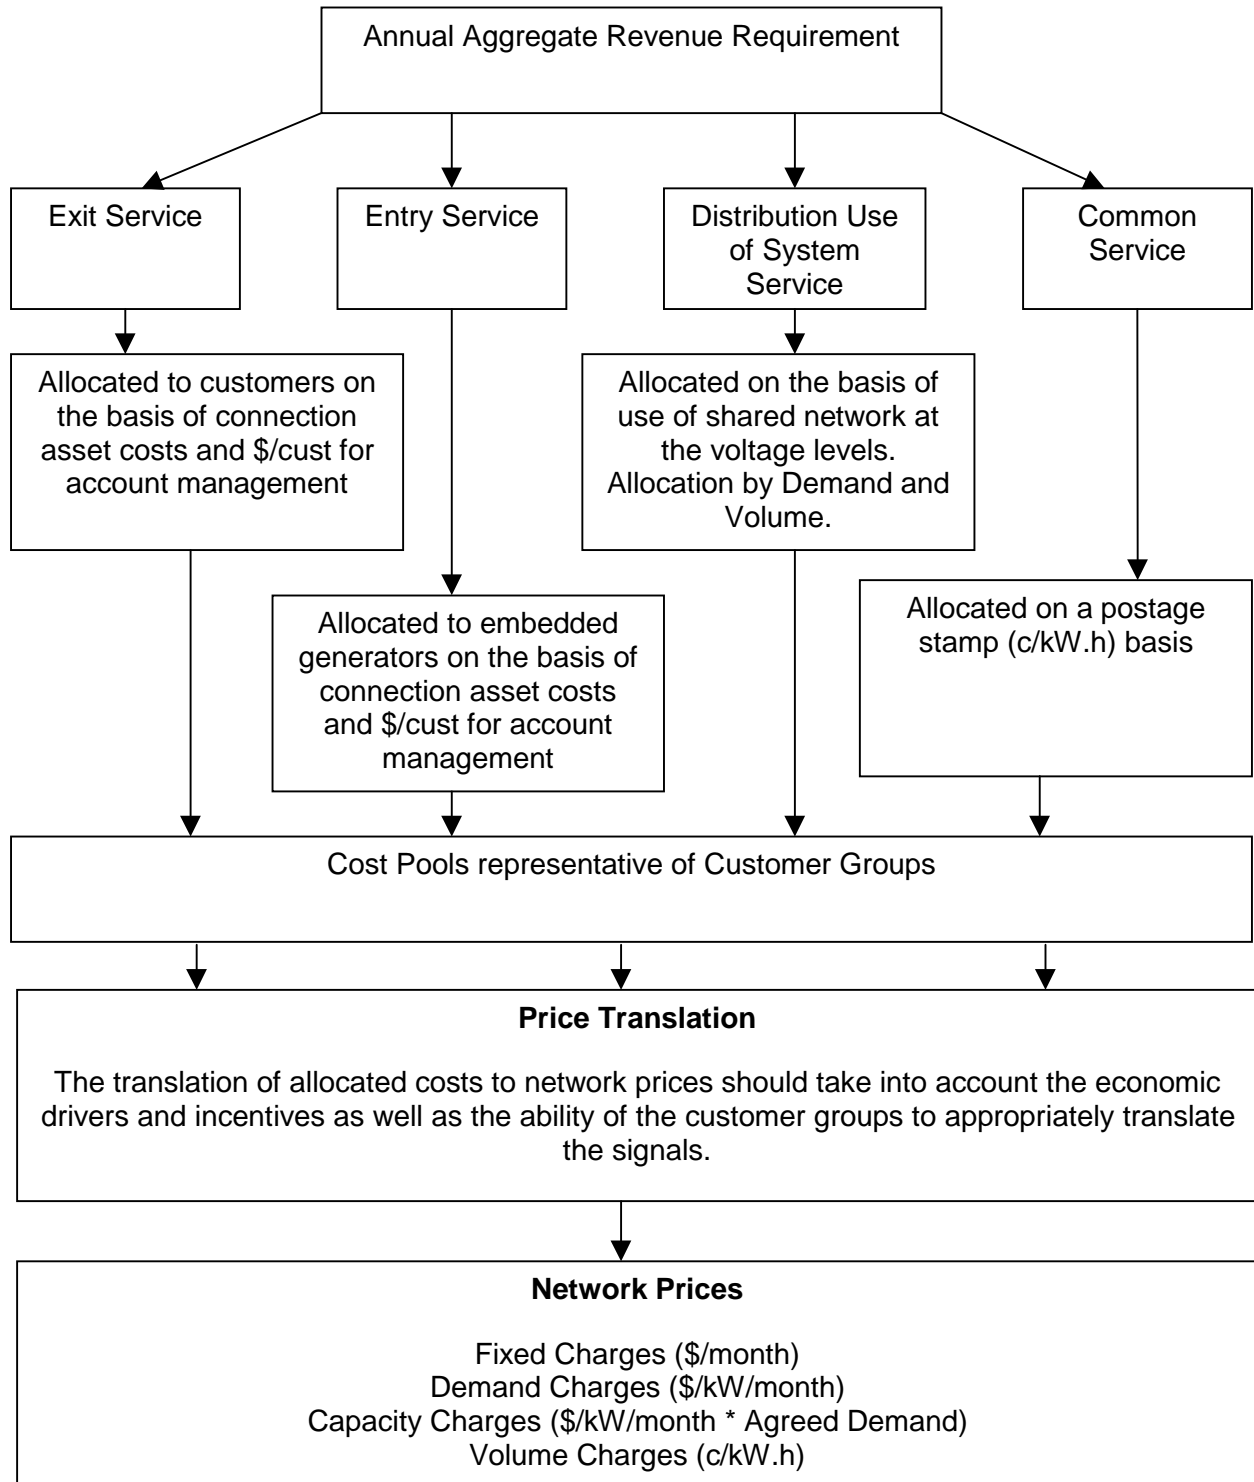 Annual Aggregate Revenue Requirement
Exit Service
Entry Service
Distribution Use
of System
Service
Common
Service
Allocated to customers on
the basis of connection
asset costs and $/cust for
account management
Allocated on the basis of
use of shared network at
the voltage levels.
Allocation by Demand and
Volume.
Allocated to embedded
generators on the basis of
connection asset costs
and $/cust for account
management
Allocated on a postage
stamp (c/kW.h) basis
Cost Pools representative of Customer Groups
Price Translation
The translation of allocated costs to network prices should take into account the economic
drivers and incentives as well as the ability of the customer groups to appropriately translate
the signals.
Network Prices
Fixed Charges ($/month)
Demand Charges ($/kW/month)
Capacity Charges ($/kW/month * Agreed Demand)
Volume Charges (c/kW.h)